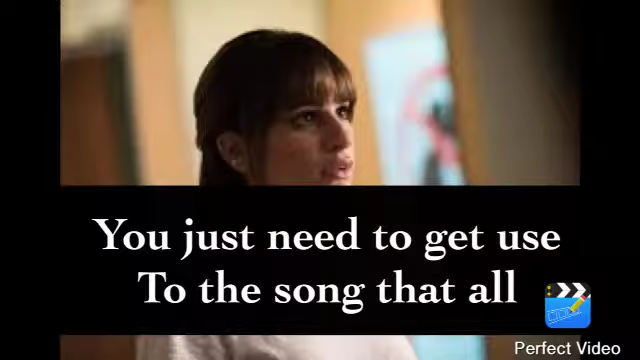 You just need to get use
To the song that all
Perfect Video